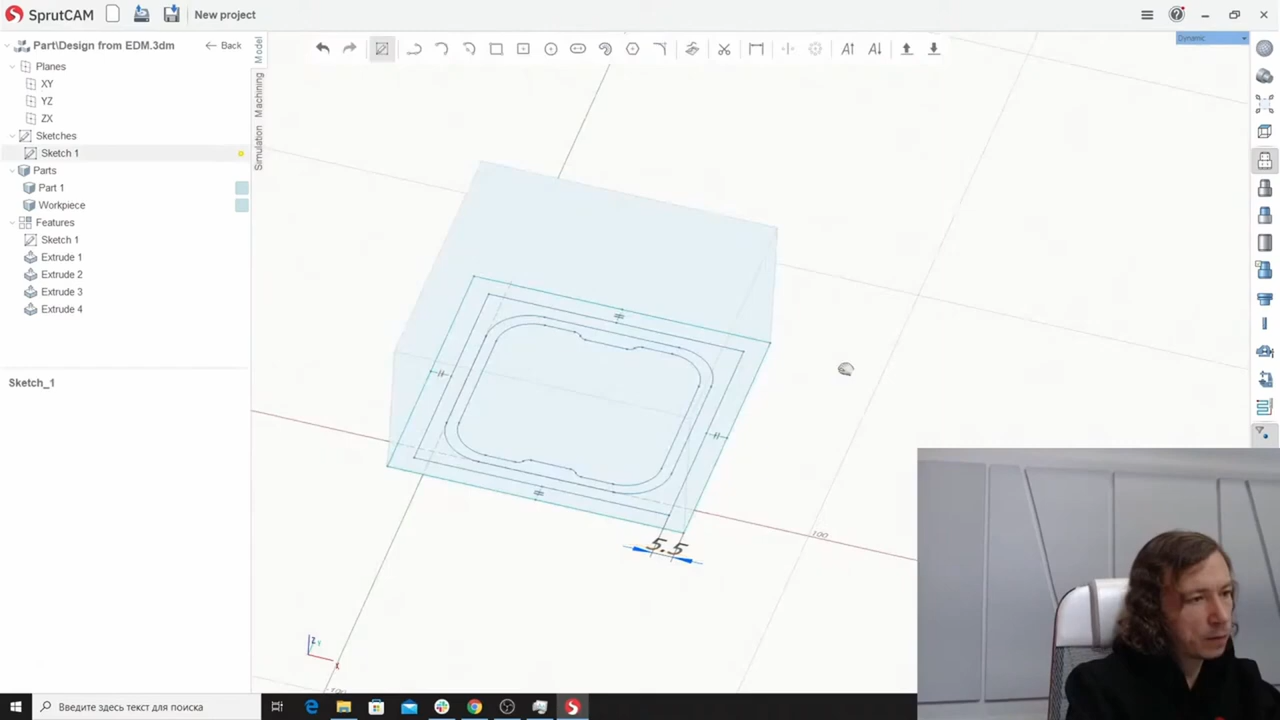 SprutCAM
New project
Part\Design from EDM.3dm
Back
Planes
XY
YZ
ZX
Sketches
Sketch 1
Parts
Part 1
Workpiece
Features
Sketch 1
Extrude 1
Extrude 2
Extrude 3
Extrude 4
Sketch_1
Model
Machining
Simulation
Dynamic
5.5
100
Z
Y
X
Введите здесь текст для поиска